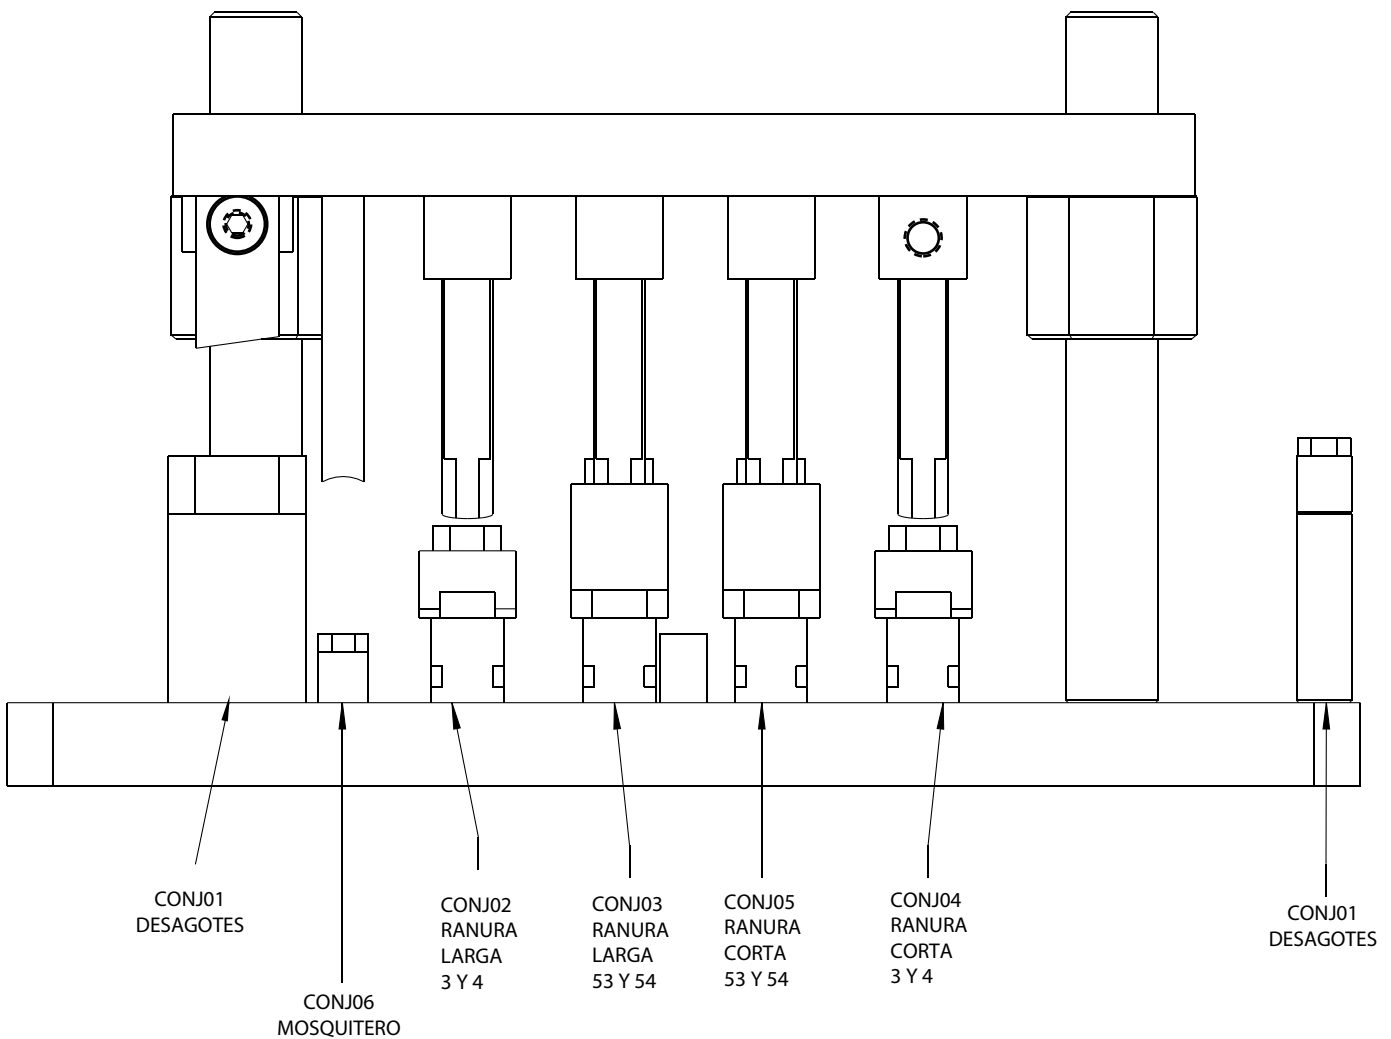 CONJ01
DESAGOTES
CONJ06
MOSQUITERO
CONJ02
RANURA
LARGA
3 Y 4
CONJ03
RANURA
LARGA
53 Y 54
CONJ05
RANURA
CORTA
53 Y 54
CONJ04
RANURA
CORTA
3 Y 4
CONJ01
DESAGOTES